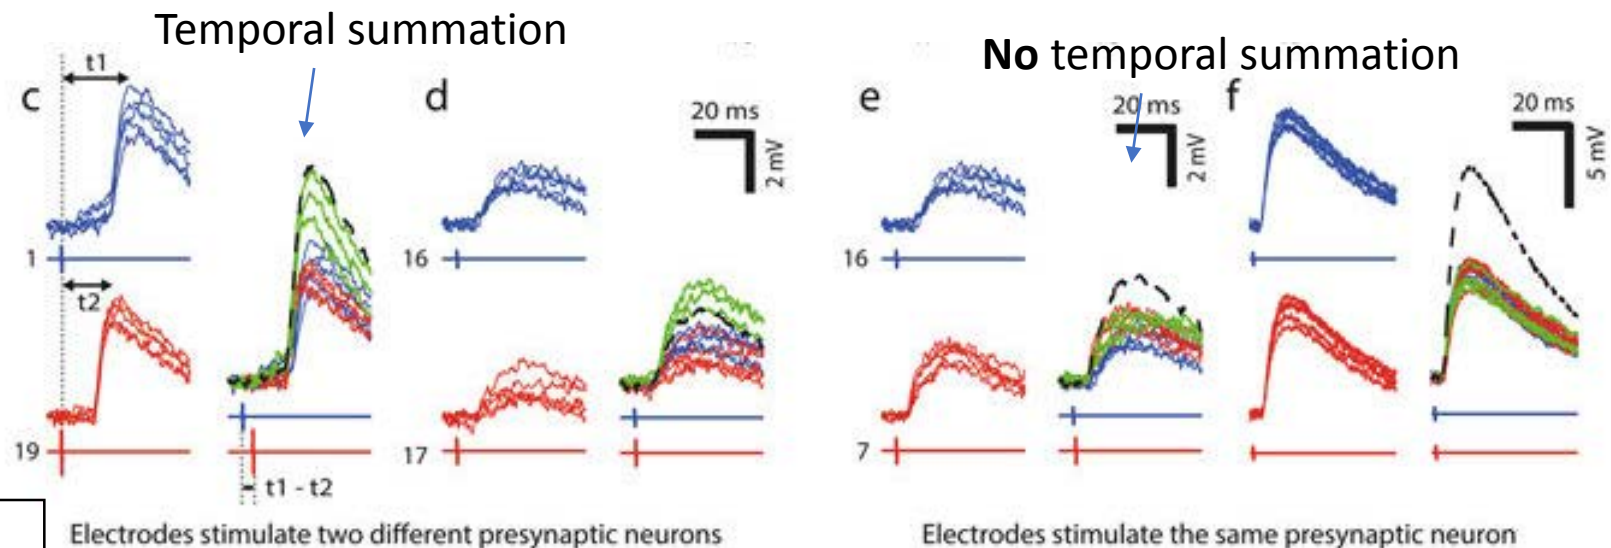 Temporal summation
No temporal summation
t1
c
d
20 ms
2 mV
e
20 ms
2 mV
f
20 ms
5 mV
1
t2
16
16
19
17
7
t1 - t2
Electrodes stimulate two different presynaptic neurons
Electrodes stimulate the same presynaptic neuron